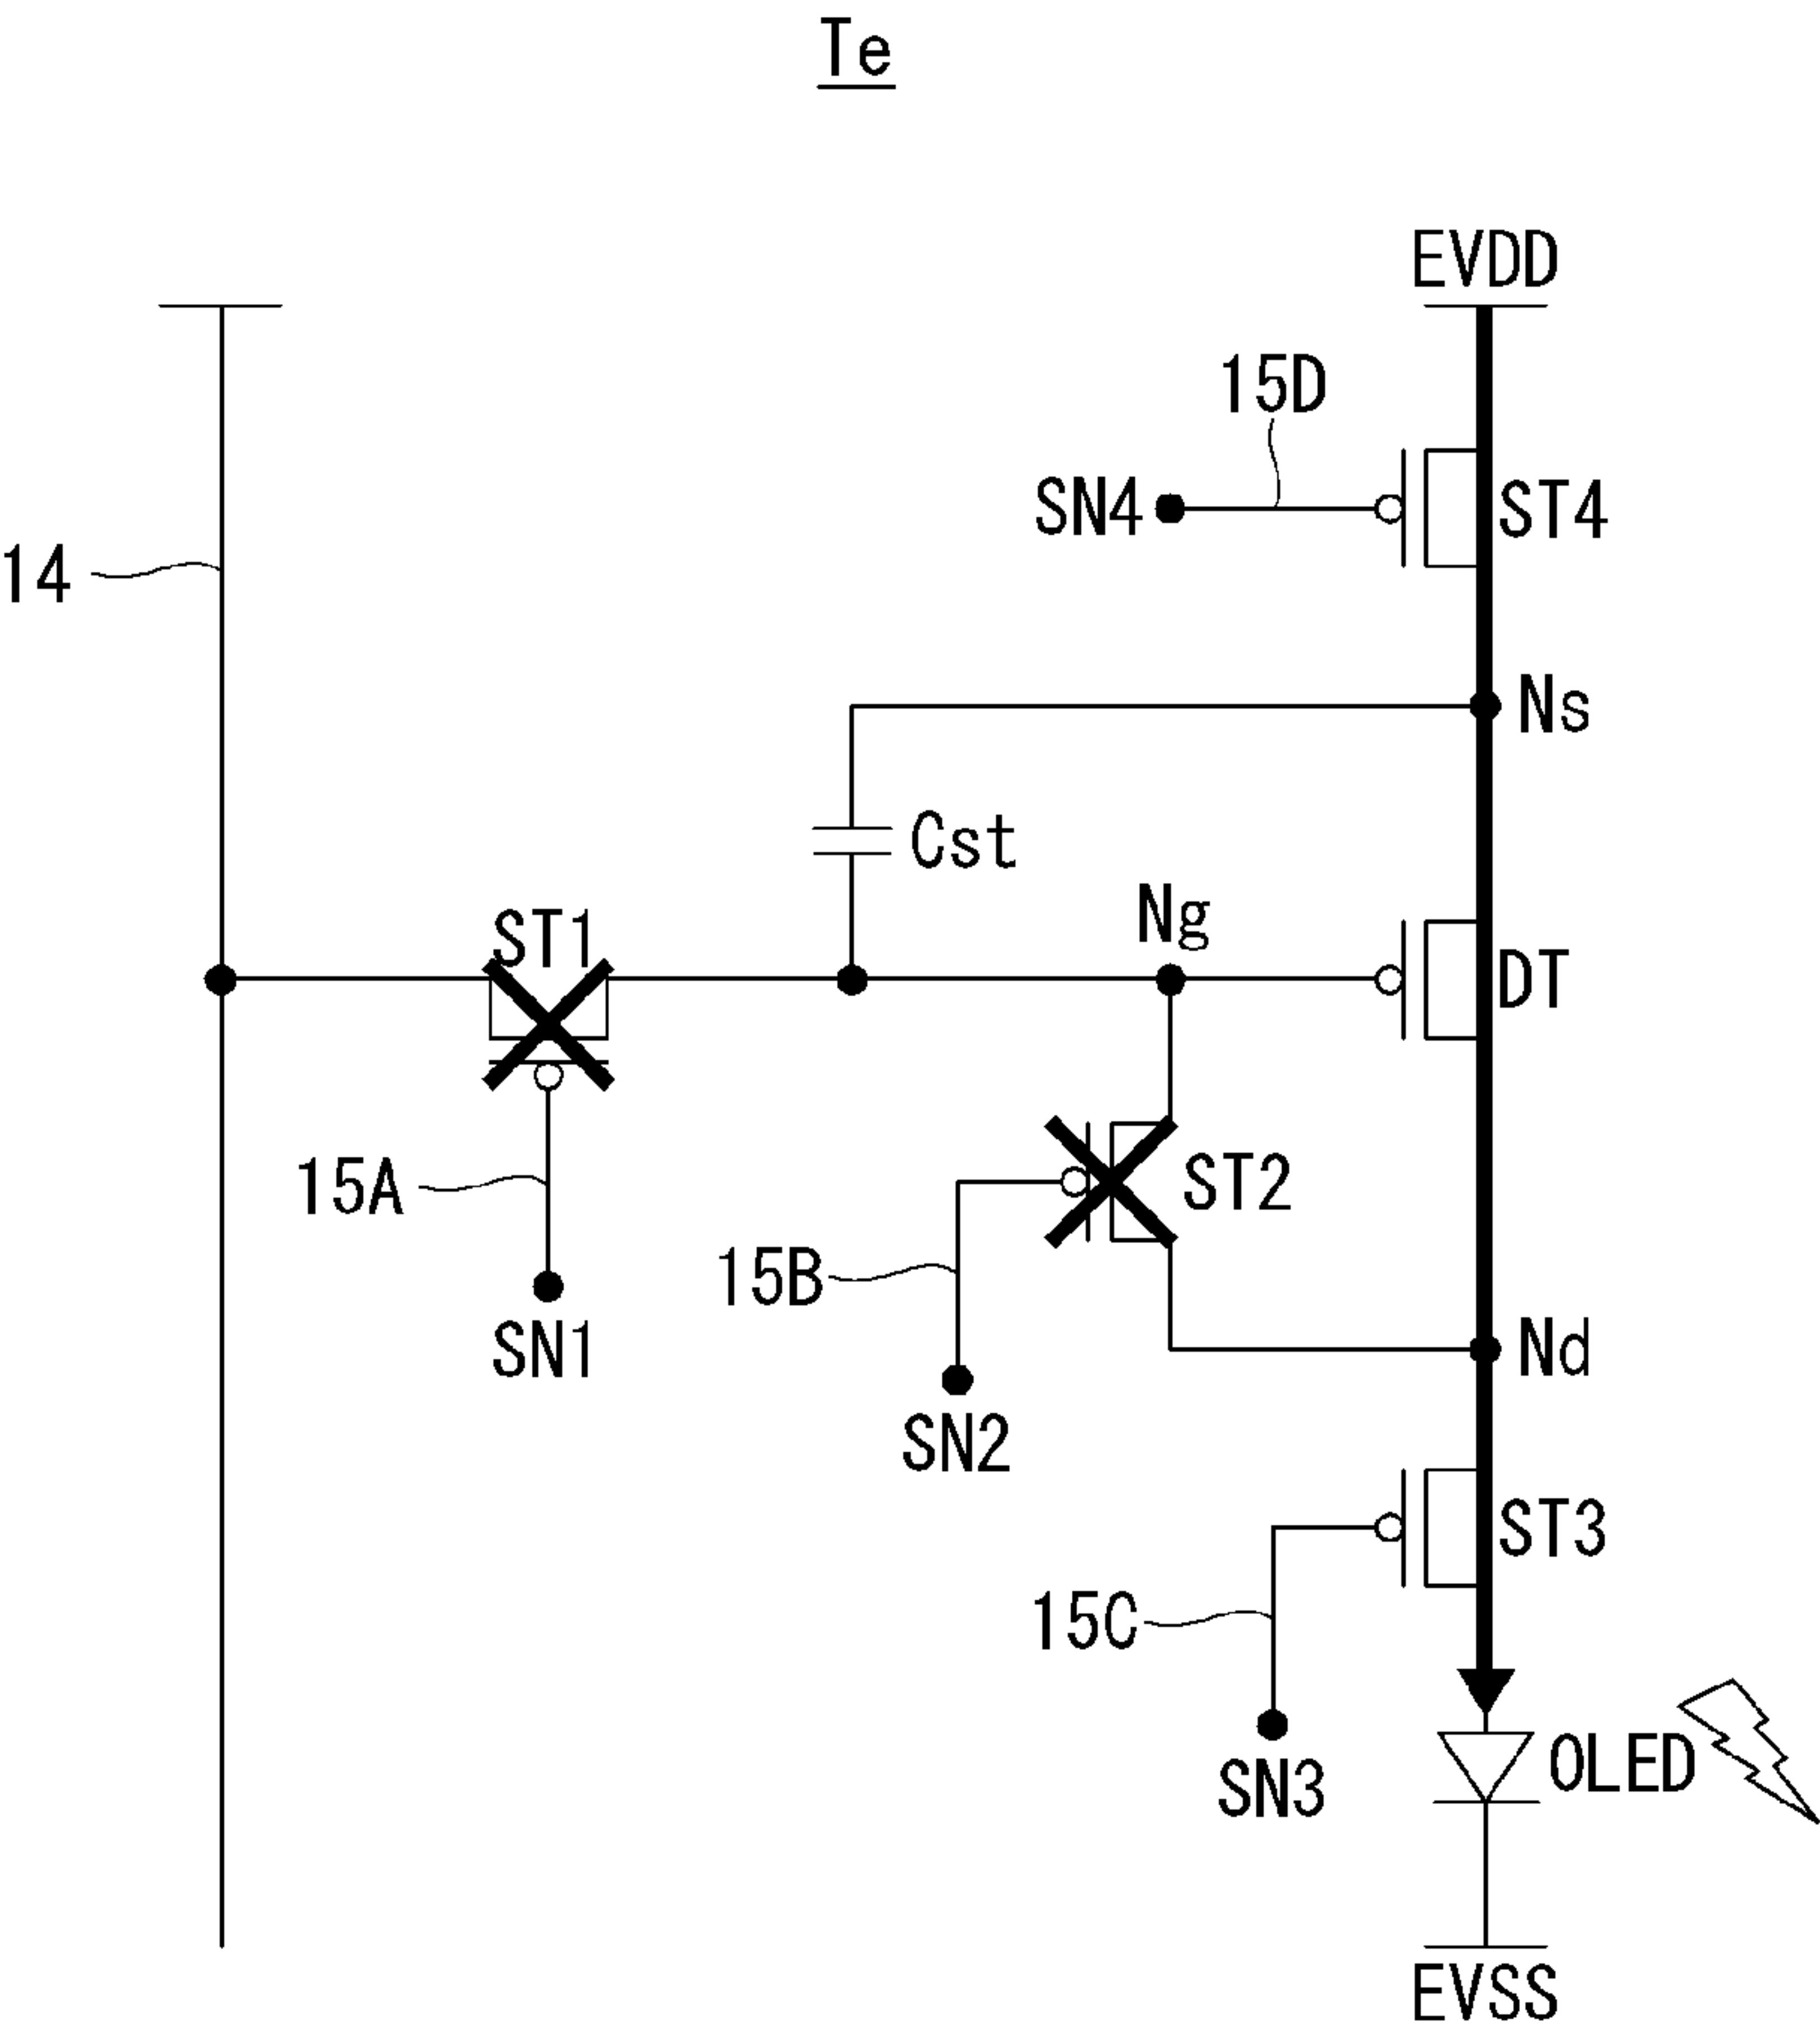 Te
EVDD
15D
SN4
ST4
14
Ns
Cst
Ng
ST1
DT
15A
ST2
15B
SN1
Nd
SN2
ST3
15C
OLED
SN3
EVSS